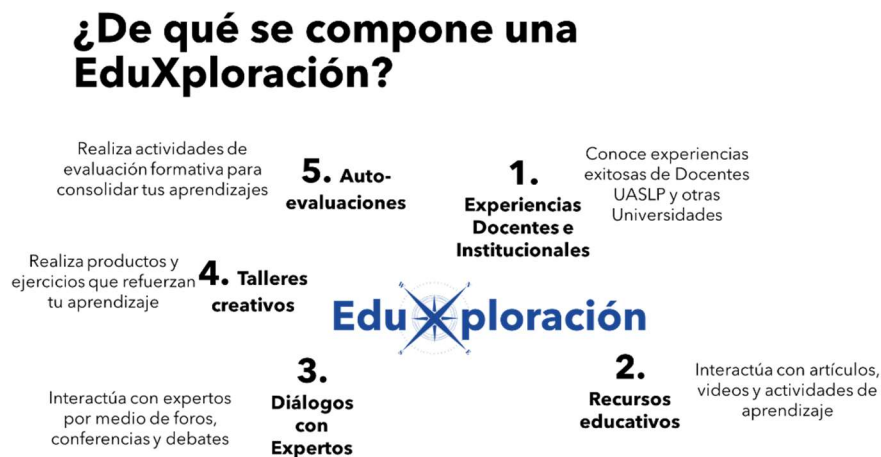 ¿De qué se compone una
EduXploración?
1.
Experiencias
Docentes e
Institucionales
Conoce experiencias
exitosas de Docentes
UASLP y otras
Universidades
2.
Recursos
educativos
Interactúa con artículos,
videos y actividades de
aprendizaje
3.
Diálogos
con
Expertos
Interactúa con expertos
por medio de foros,
conferencias y debates
4. Talleres
creativos
Realiza productos y
ejercicios que refuerzan
tu aprendizaje
5. Auto-
evaluaciones
Realiza actividades de
evaluación formativa para
consolidar tus aprendizajes
EduXploración